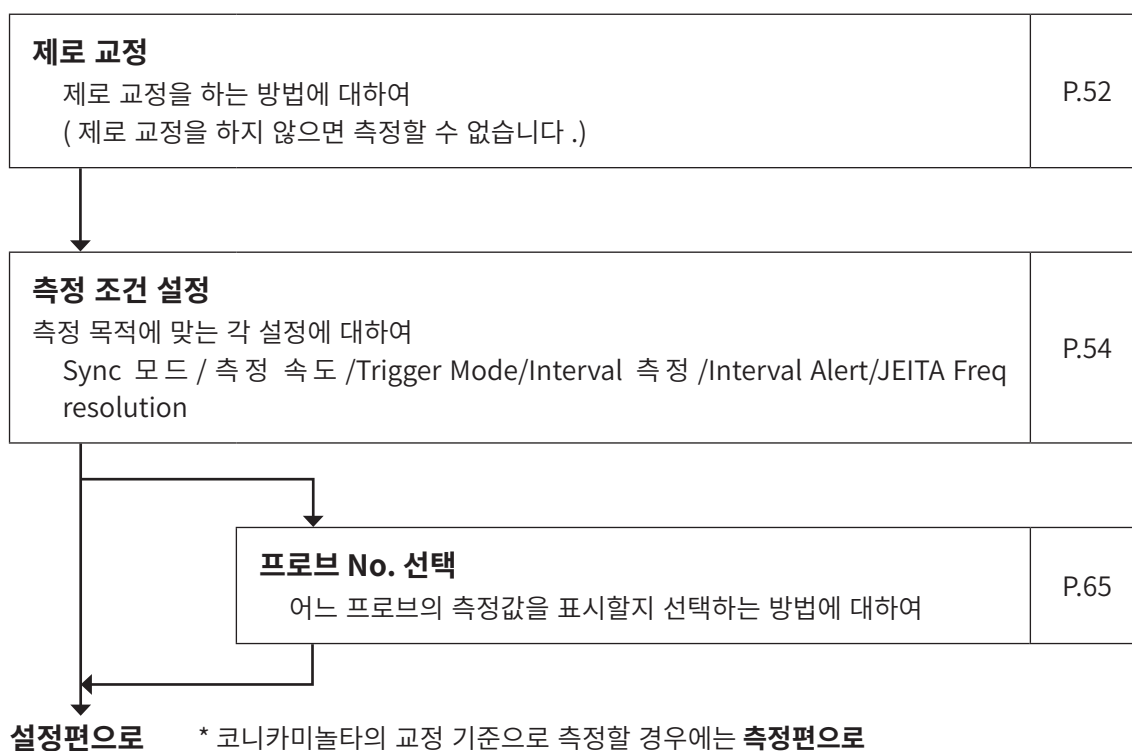 제로 교정
제로 교정을 하는 방법에 대하여
( 제로 교정을 하지 않으면 측정할 수 없습니다 .)
P.52
측정 조건 설정
측정 목적에 맞는 각 설정에 대하여
Sync 모드 / 측정 속도 /Trigger Mode/Interval 측정 /Interval Alert/JEITA Freq
resolution
P.54
프로브 No. 선택
어느 프로브의 측정값을 표시할지 선택하는 방법에 대하여
P.65
설정편으로 * 코니카미놀타의 교정 기준으로 측정할 경우에는 측정편으로